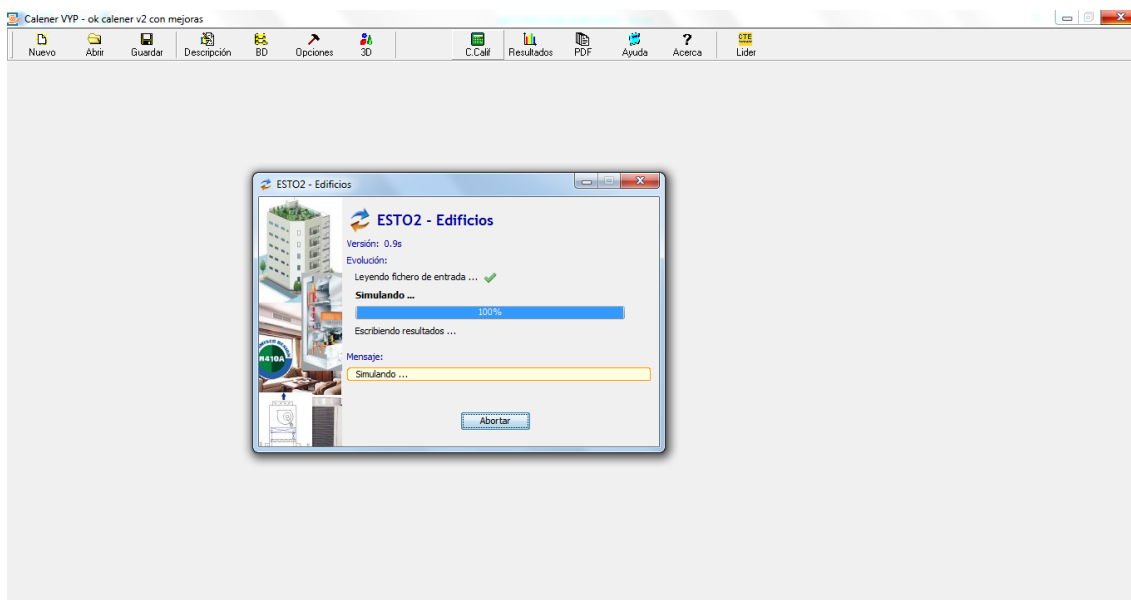 Calener VYP - ok calener v2 con mejoras
Nuevo Abrir Guardar Descripción BD Opciones 3D C.Calif Resultados PDF Ayuda Acerca CTE Lider
ESTO2 - Edificios
ESTO2 - Edificios
Versión: 0.9s
Evolución:
Leyendo fichero de entrada ...
Simulando ...
100%
Escribiendo resultados ...
Mensaje:
Simulando ...
Abortar
R410A